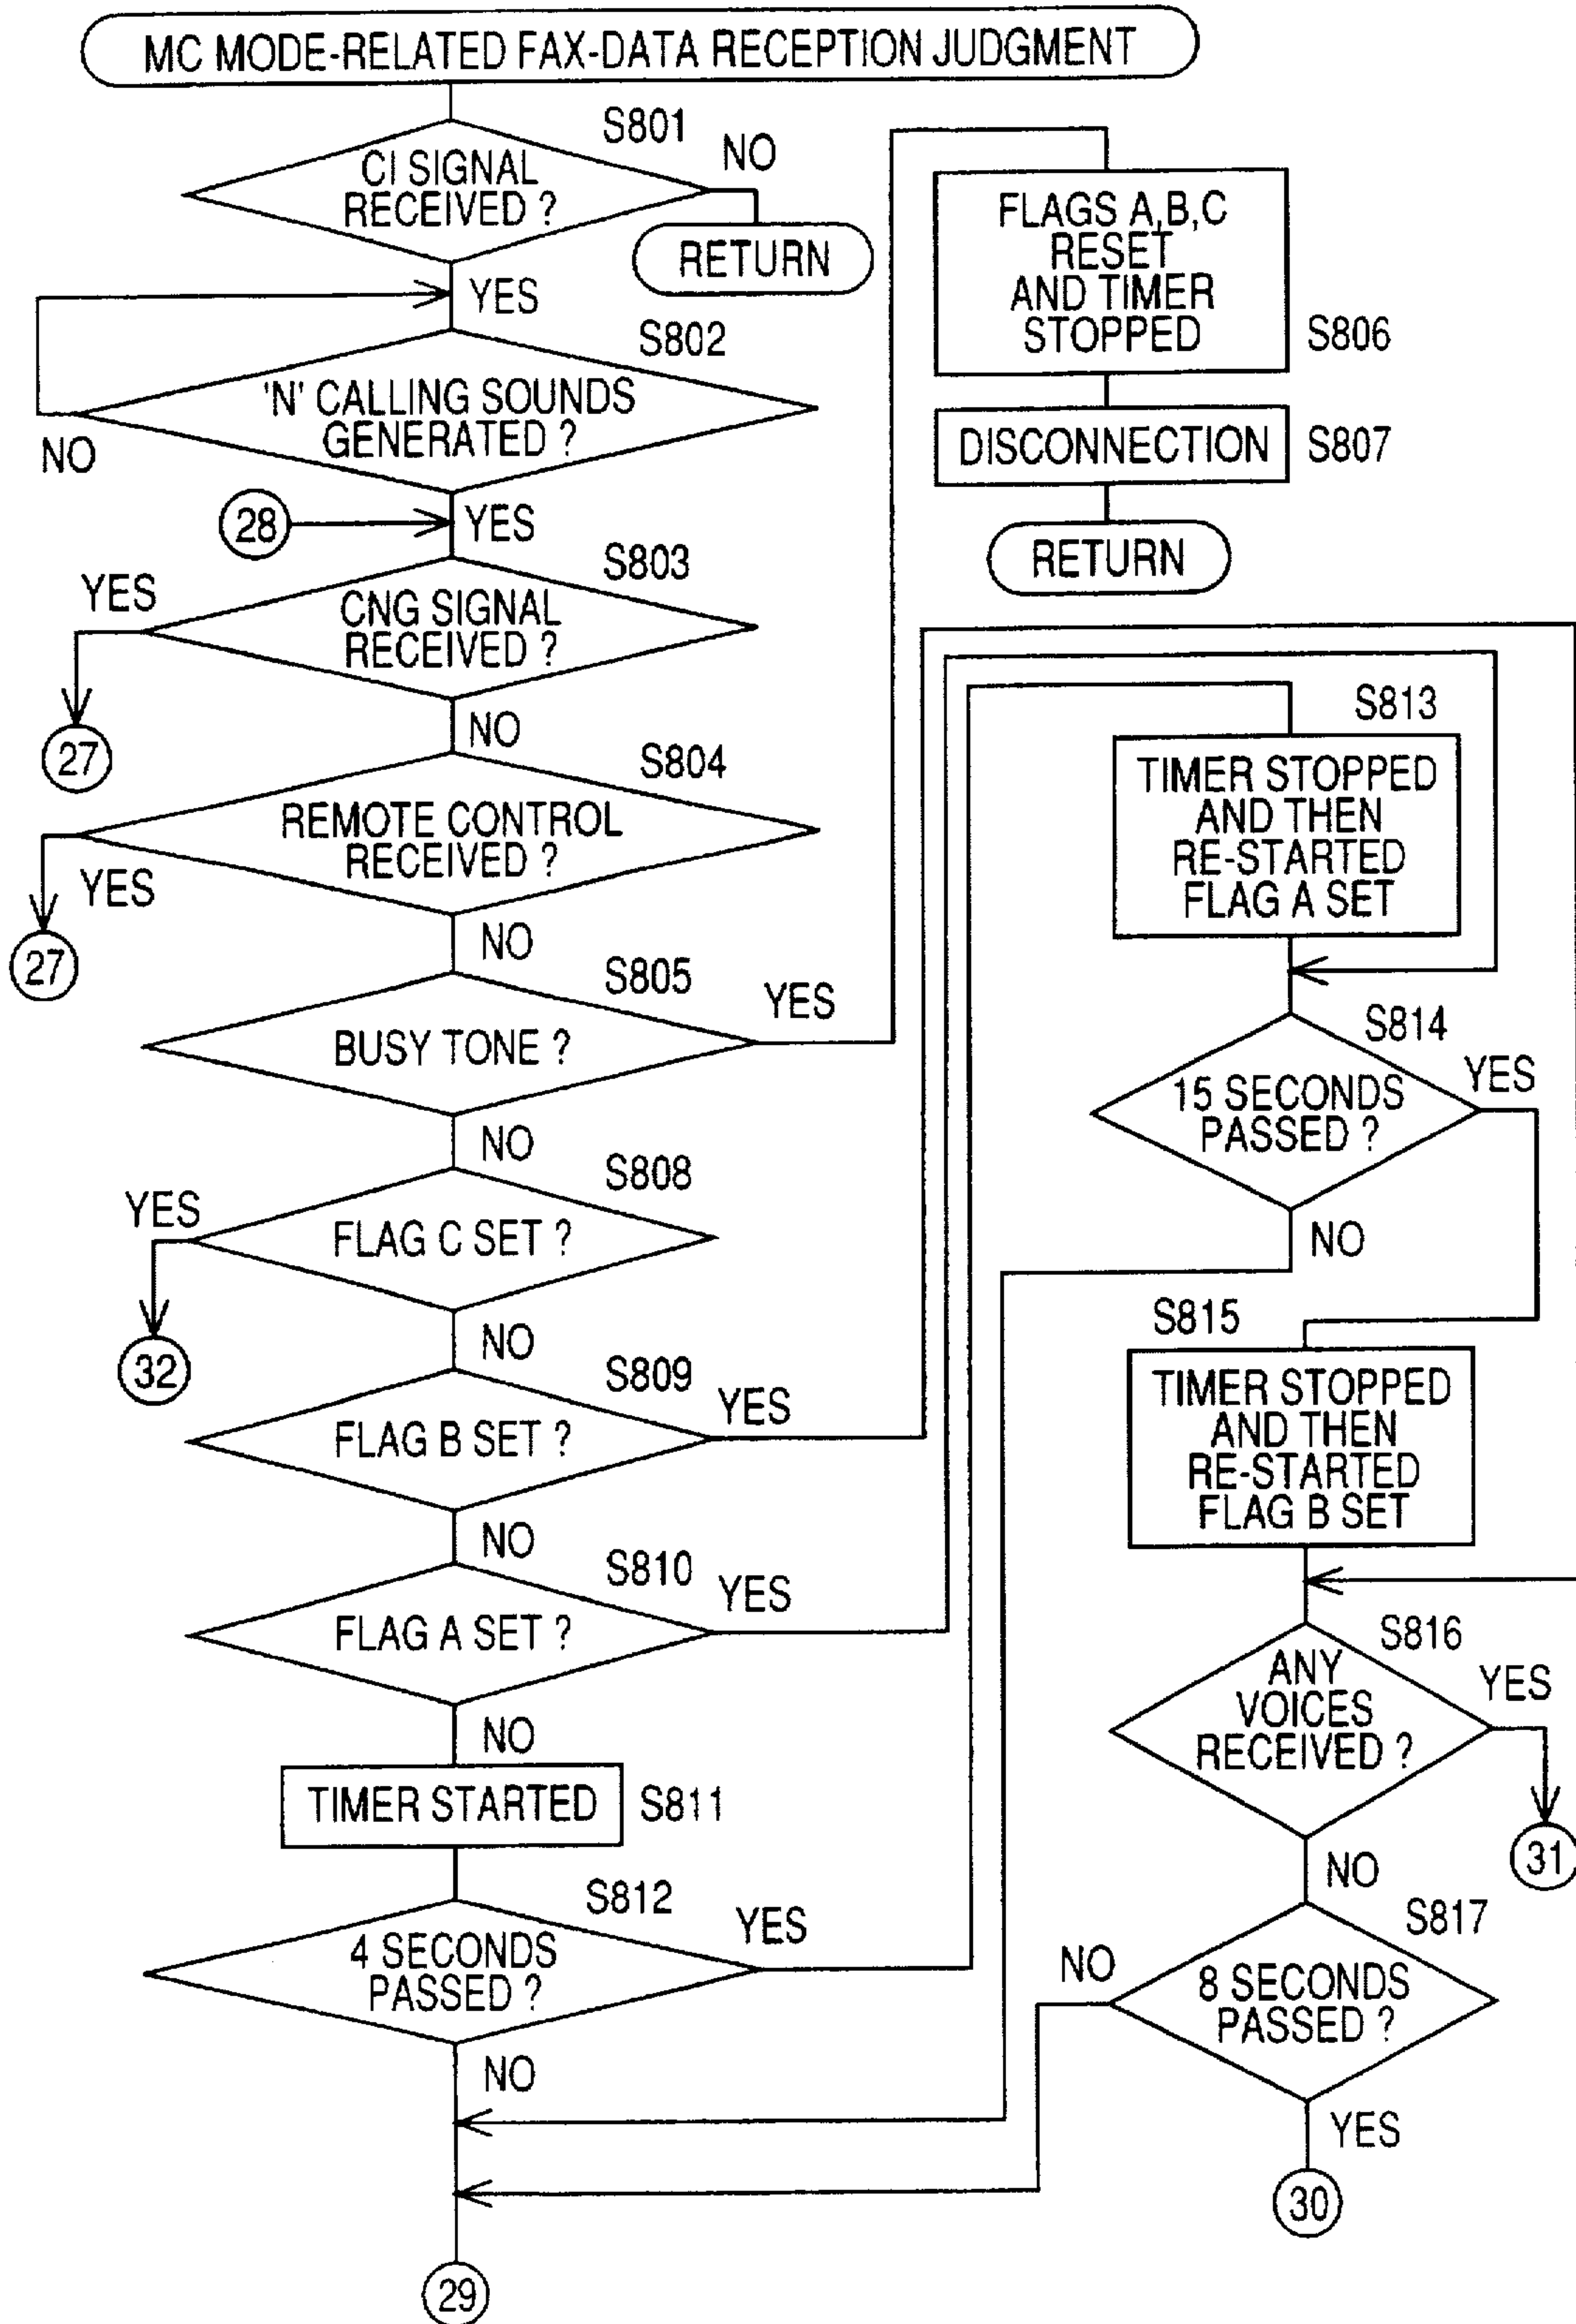 MC MODE-RELATED FAX-DATA RECEPTION JUDGMENT
S801
CI SIGNAL
RECEIVED ?
NO
RETURN
YES
S802
'N' CALLING SOUNDS
GENERATED ?
NO
28
YES
S803
YES
CNG SIGNAL
RECEIVED ?
27
NO
S804
REMOTE CONTROL
RECEIVED ?
YES
27
NO
S805
BUSY TONE ?
YES
NO
S808
YES
FLAG C SET ?
32
NO
S809
FLAG B SET ?
YES
NO
S810
FLAG A SET ?
YES
NO
TIMER STARTED
S811
S812
4 SECONDS
PASSED ?
YES
NO
29
FLAGS A,B,C
RESET
AND TIMER
STOPPED
S806
DISCONNECTION
S807
RETURN
S813
TIMER STOPPED
AND THEN
RE-STARTED
FLAG A SET
S814
15 SECONDS
PASSED ?
YES
NO
S815
TIMER STOPPED
AND THEN
RE-STARTED
FLAG B SET
S816
ANY
VOICES
RECEIVED ?
YES
31
NO
S817
8 SECONDS
PASSED ?
NO
YES
30